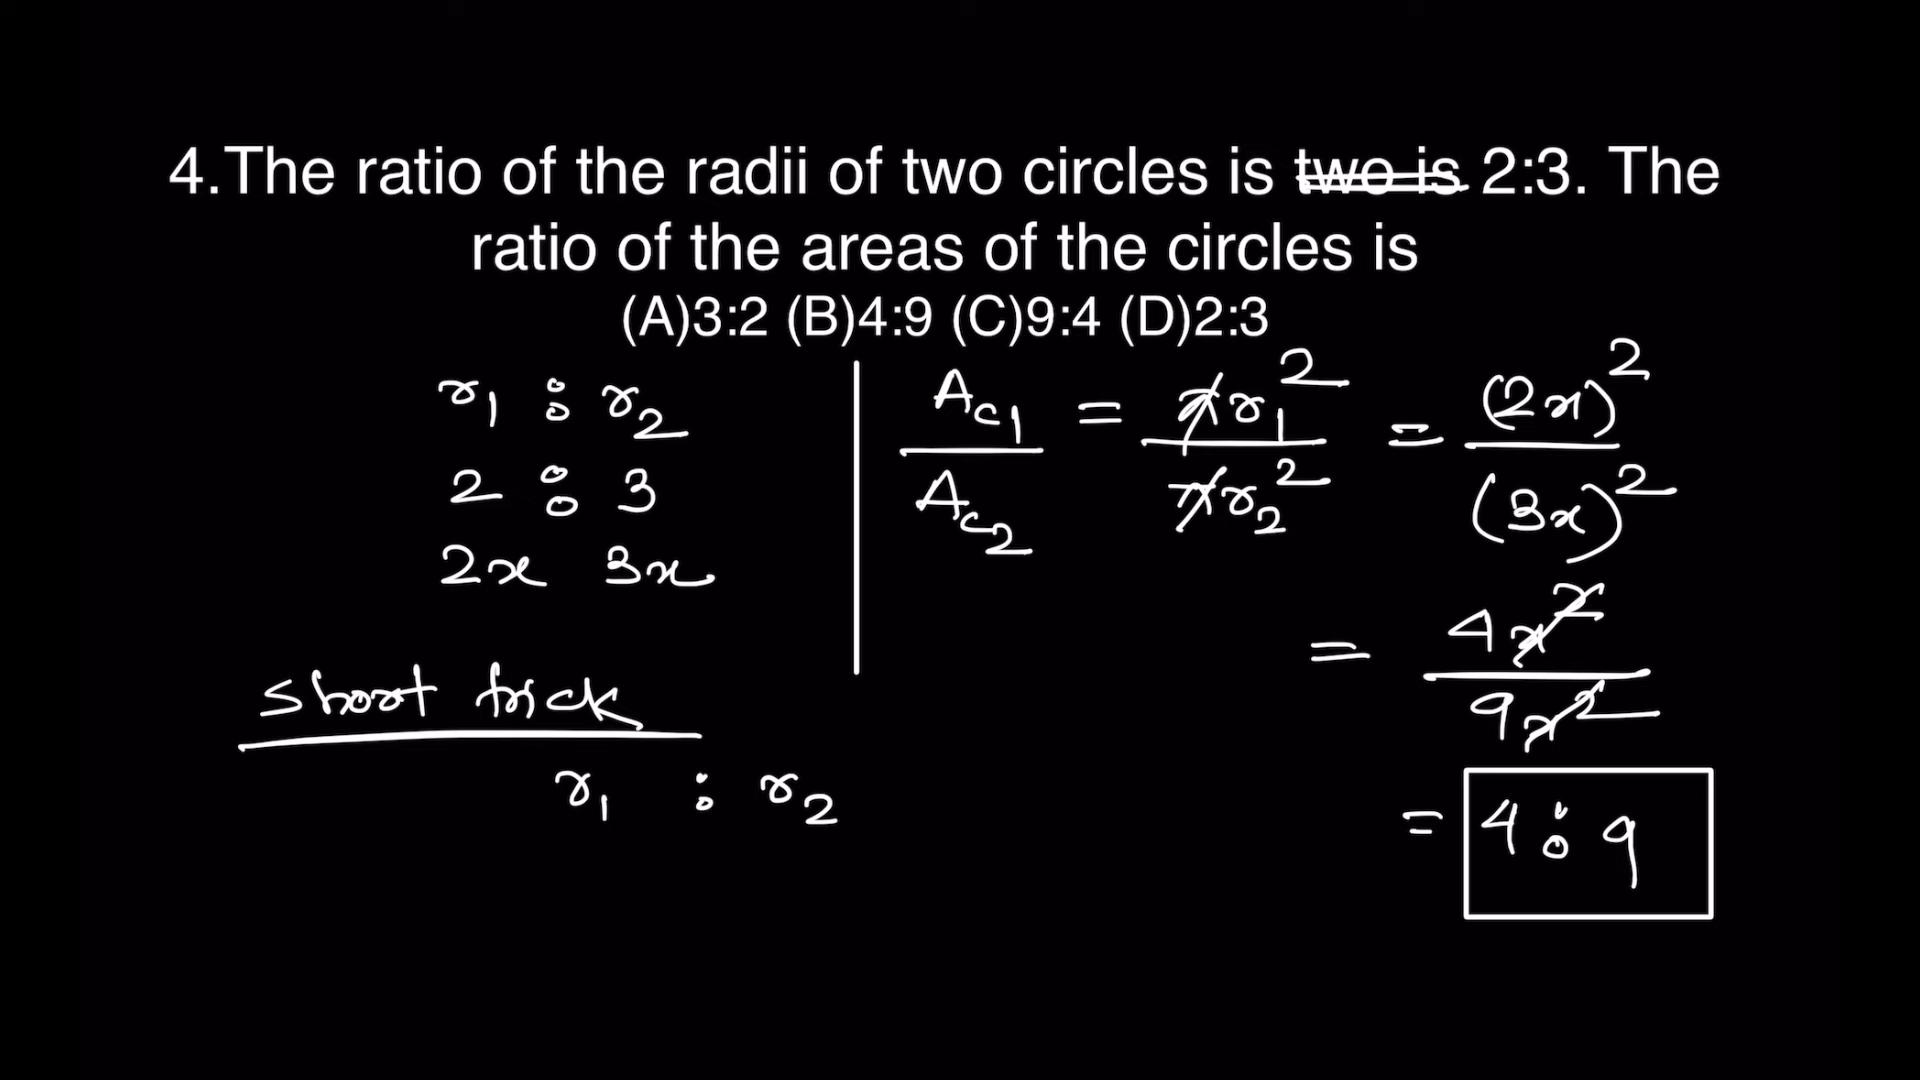 4.The ratio of the radii of two circles is two is 2:3. The
ratio of the areas of the circles is
(A)3:2 (B)4:9 (C)9:4 (D)2:3
r₁ : r₂
2 : 3
2x 3x
short trick
r₁ : r₂
A_C₁ / A_C₂ = πr₁² / πr₂² = (2x)² / (3x)²
= 4x² / 9x²
= 4 : 9